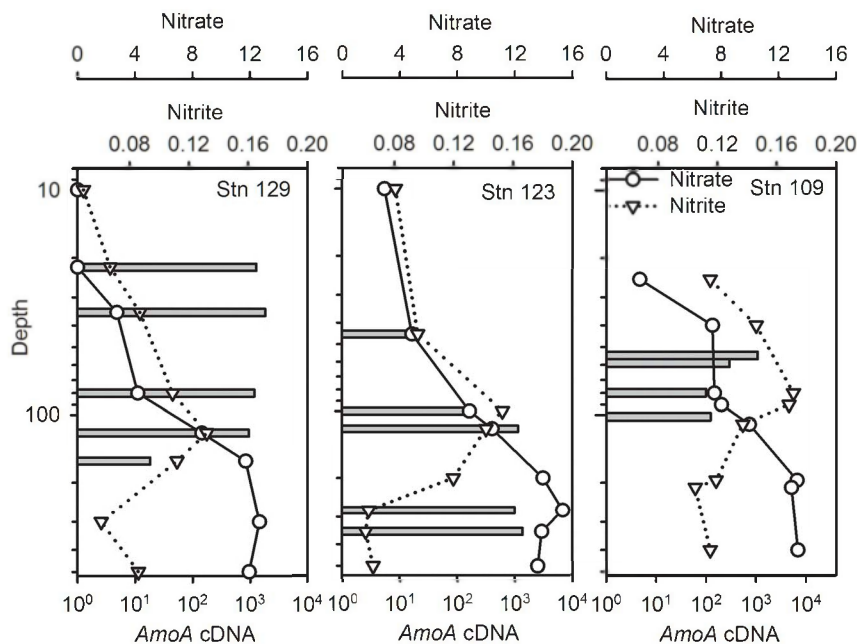 Nitrate Nitrate Nitrate
0 4 8 12 16 0 4 8 12 16 0 4 8 12 16
Nitrite Nitrite Nitrite
0.08 0.12 0.16 0.20 0.08 0.12 0.16 0.20 0.08 0.12 0.16 0.20
10 Stn 129 Stn 123 Nitrate Stn 109
Nitrite
Depth
100
10⁰ 10¹ 10² 10³ 10⁴ 10⁰ 10¹ 10² 10³ 10⁴ 10⁰ 10¹ 10² 10³ 10⁴
AmoA cDNA AmoA cDNA AmoA cDNA